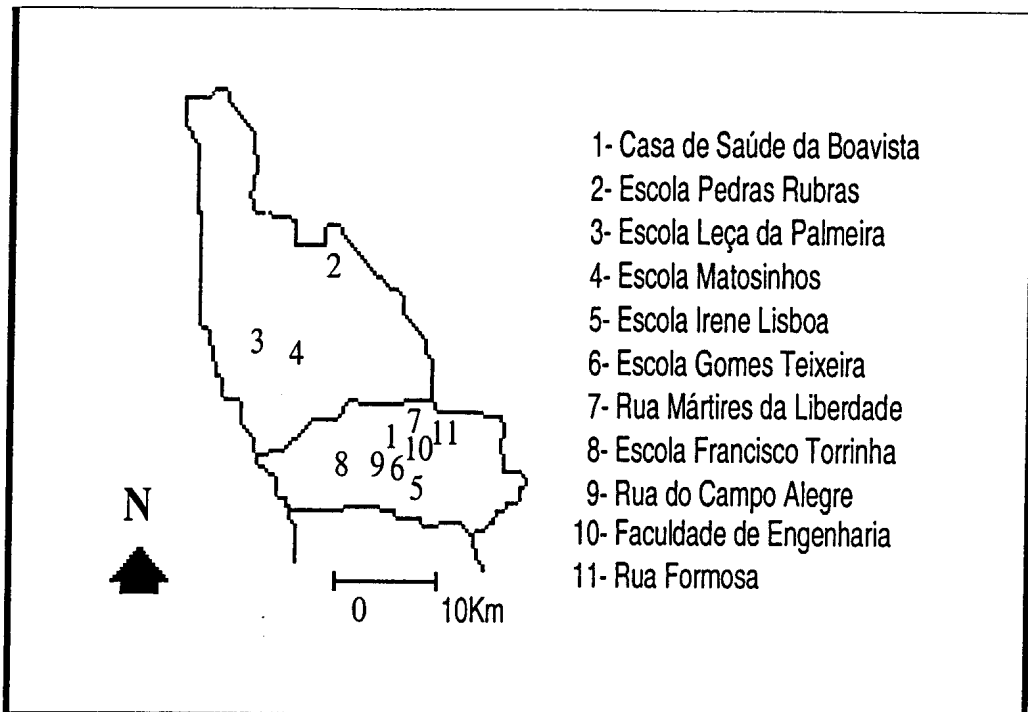 1- Casa de Saúde da Boavista
2- Escola Pedras Rubras
3- Escola Leça da Palmeira
4- Escola Matosinhos
5- Escola Irene Lisboa
6- Escola Gomes Teixeira
7- Rua Mártires da Liberdade
8- Escola Francisco Torrinha
9- Rua do Campo Alegre
10- Faculdade de Engenharia
11- Rua Formosa
2
3 4
7
1 10 11
8 9 6
5
N
0 10Km